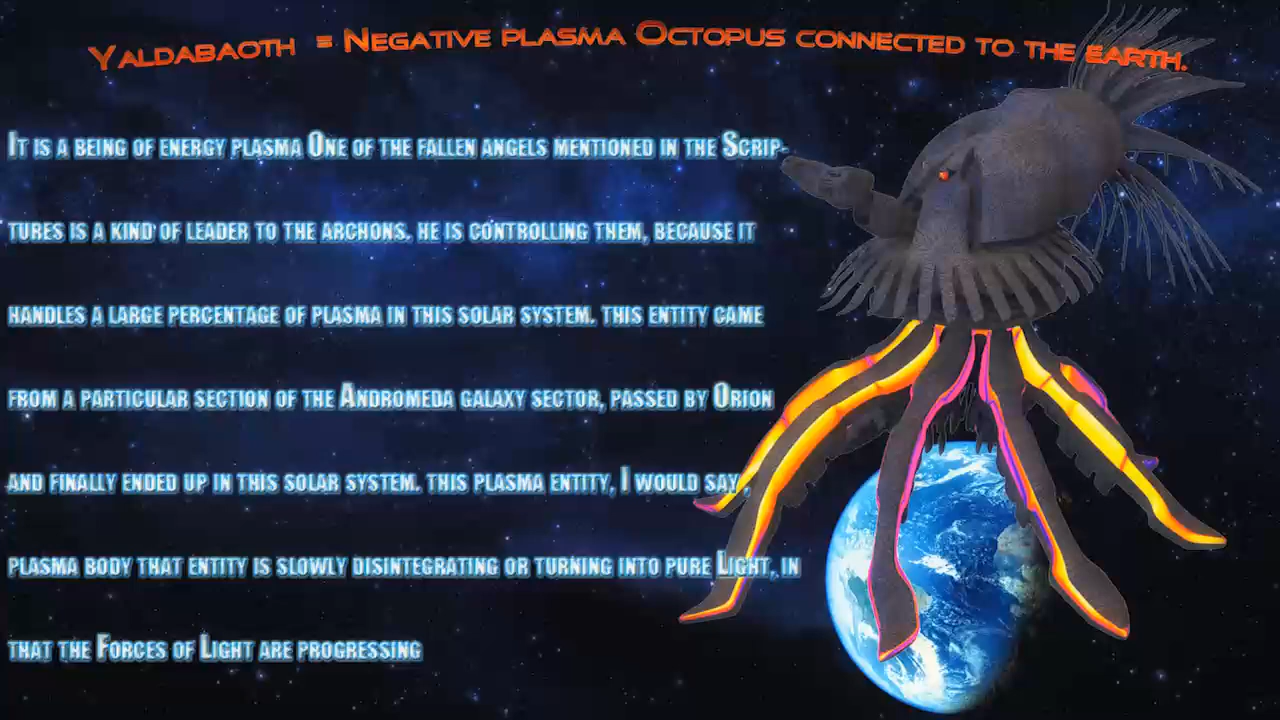 Yaldabaoth = Negative plasma Octopus connected to the earth.
It is a being of energy plasma One of the fallen angels mentioned in the Scrip-
tures is a kind of leader to the archons. he is controlling them, because it
handles a large percentage of plasma in this solar system. this entity came
from a particular section of the Andromeda galaxy sector, passed by Orion
and finally ended up in this solar system. this plasma entity, I would say,
plasma body that entity is slowly disintegrating or turning into pure Light, in
that the Forces of Light are progressing